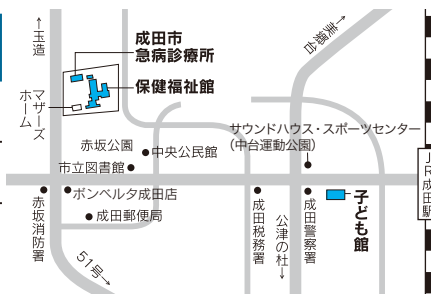 ←玉造
成田市
急病診療所
保健福祉館
マザーズ
ホーム
→美郷台
赤坂公園
中央公民館
市立図書館
サウンドハウス・スポーツセンター
(中台運動公園)
JR成田駅
赤坂消防署
ボンベルタ成田店
成田郵便局
51号→
成田税務署
公津の杜→
成田警察署
子ども館